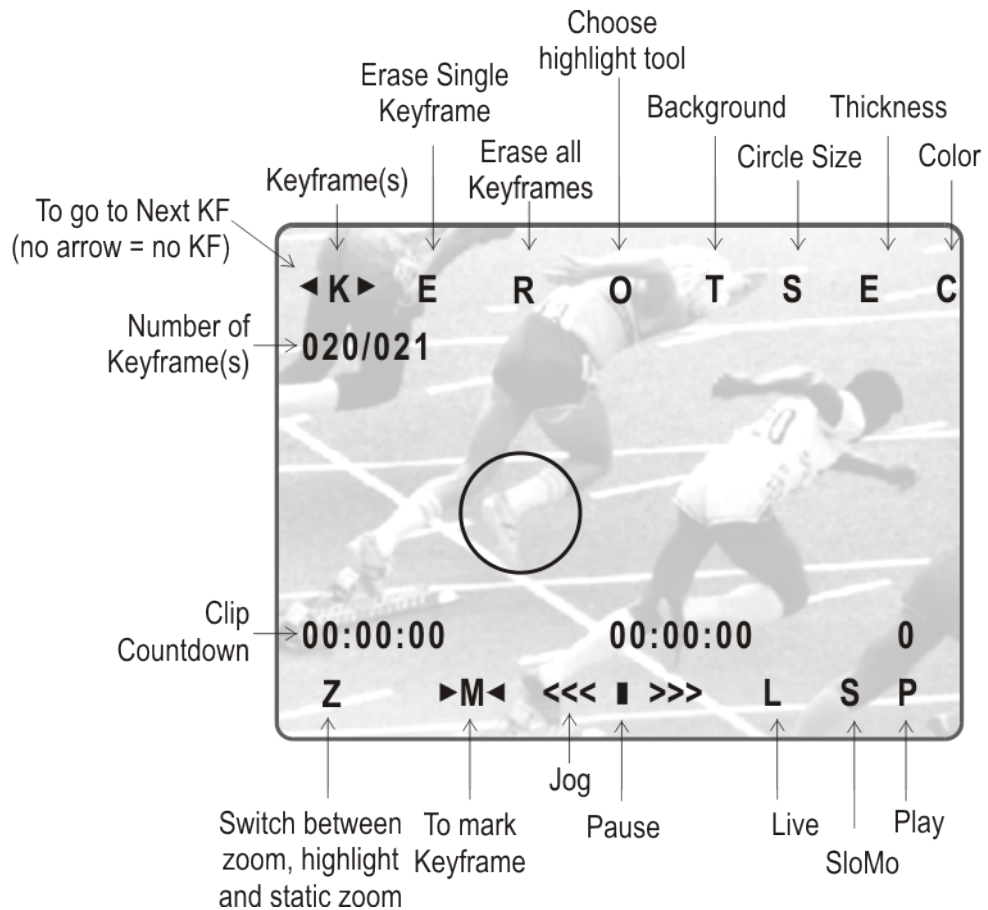 Choose
highlight tool
Erase Single
Keyframe
Background
Thickness
Erase all
Keyframes
Circle Size
Color
Keyframe(s)
To go to Next KF
(no arrow = no KF)
◄ K ► E R O T S E C
Number of
Keyframe(s)
020/021
Clip
Countdown
00:00:00 00:00:00 0
Z ►M◄ <<< ▮ >>> L S P
Jog
Switch between
zoom, highlight
and static zoom
To mark
Keyframe
Pause
Live
Play
SloMo